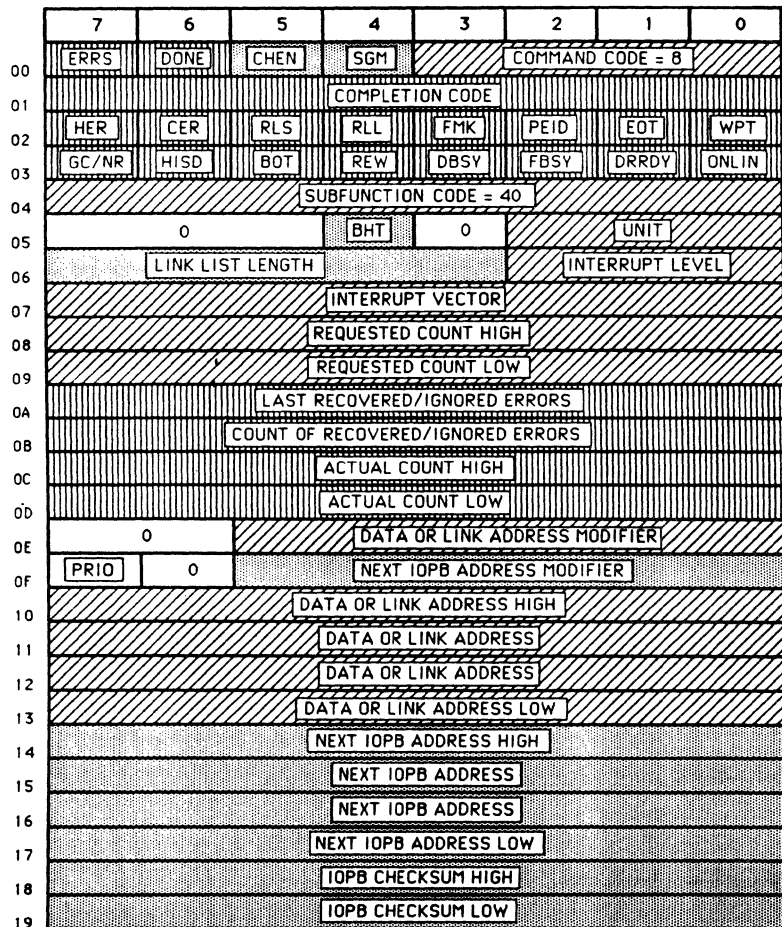 7 6 5 4 3 2 1 0
00 ERRS DONE CHEN SGM COMMAND CODE = 8
01 COMPLETION CODE
02 HER CER RLS RLL FMK PEID EOT WPT
03 GC/NR HISD BOT REW DBSY FBSY DRRDY ONLIN
04 SUBFUNCTION CODE = 40
05 0 BHT 0 UNIT
06 LINK LIST LENGTH INTERRUPT LEVEL
07 INTERRUPT VECTOR
08 REQUESTED COUNT HIGH
09 REQUESTED COUNT LOW
0A LAST RECOVERED/IGNORED ERRORS
0B COUNT OF RECOVERED/IGNORED ERRORS
0C ACTUAL COUNT HIGH
0D ACTUAL COUNT LOW
0E 0 DATA OR LINK ADDRESS MODIFIER
0F PRIO 0 NEXT IOPB ADDRESS MODIFIER
10 DATA OR LINK ADDRESS HIGH
11 DATA OR LINK ADDRESS
12 DATA OR LINK ADDRESS
13 DATA OR LINK ADDRESS LOW
14 NEXT IOPB ADDRESS HIGH
15 NEXT IOPB ADDRESS
16 NEXT IOPB ADDRESS
17 NEXT IOPB ADDRESS LOW
18 IOPB CHECKSUM HIGH
19 IOPB CHECKSUM LOW